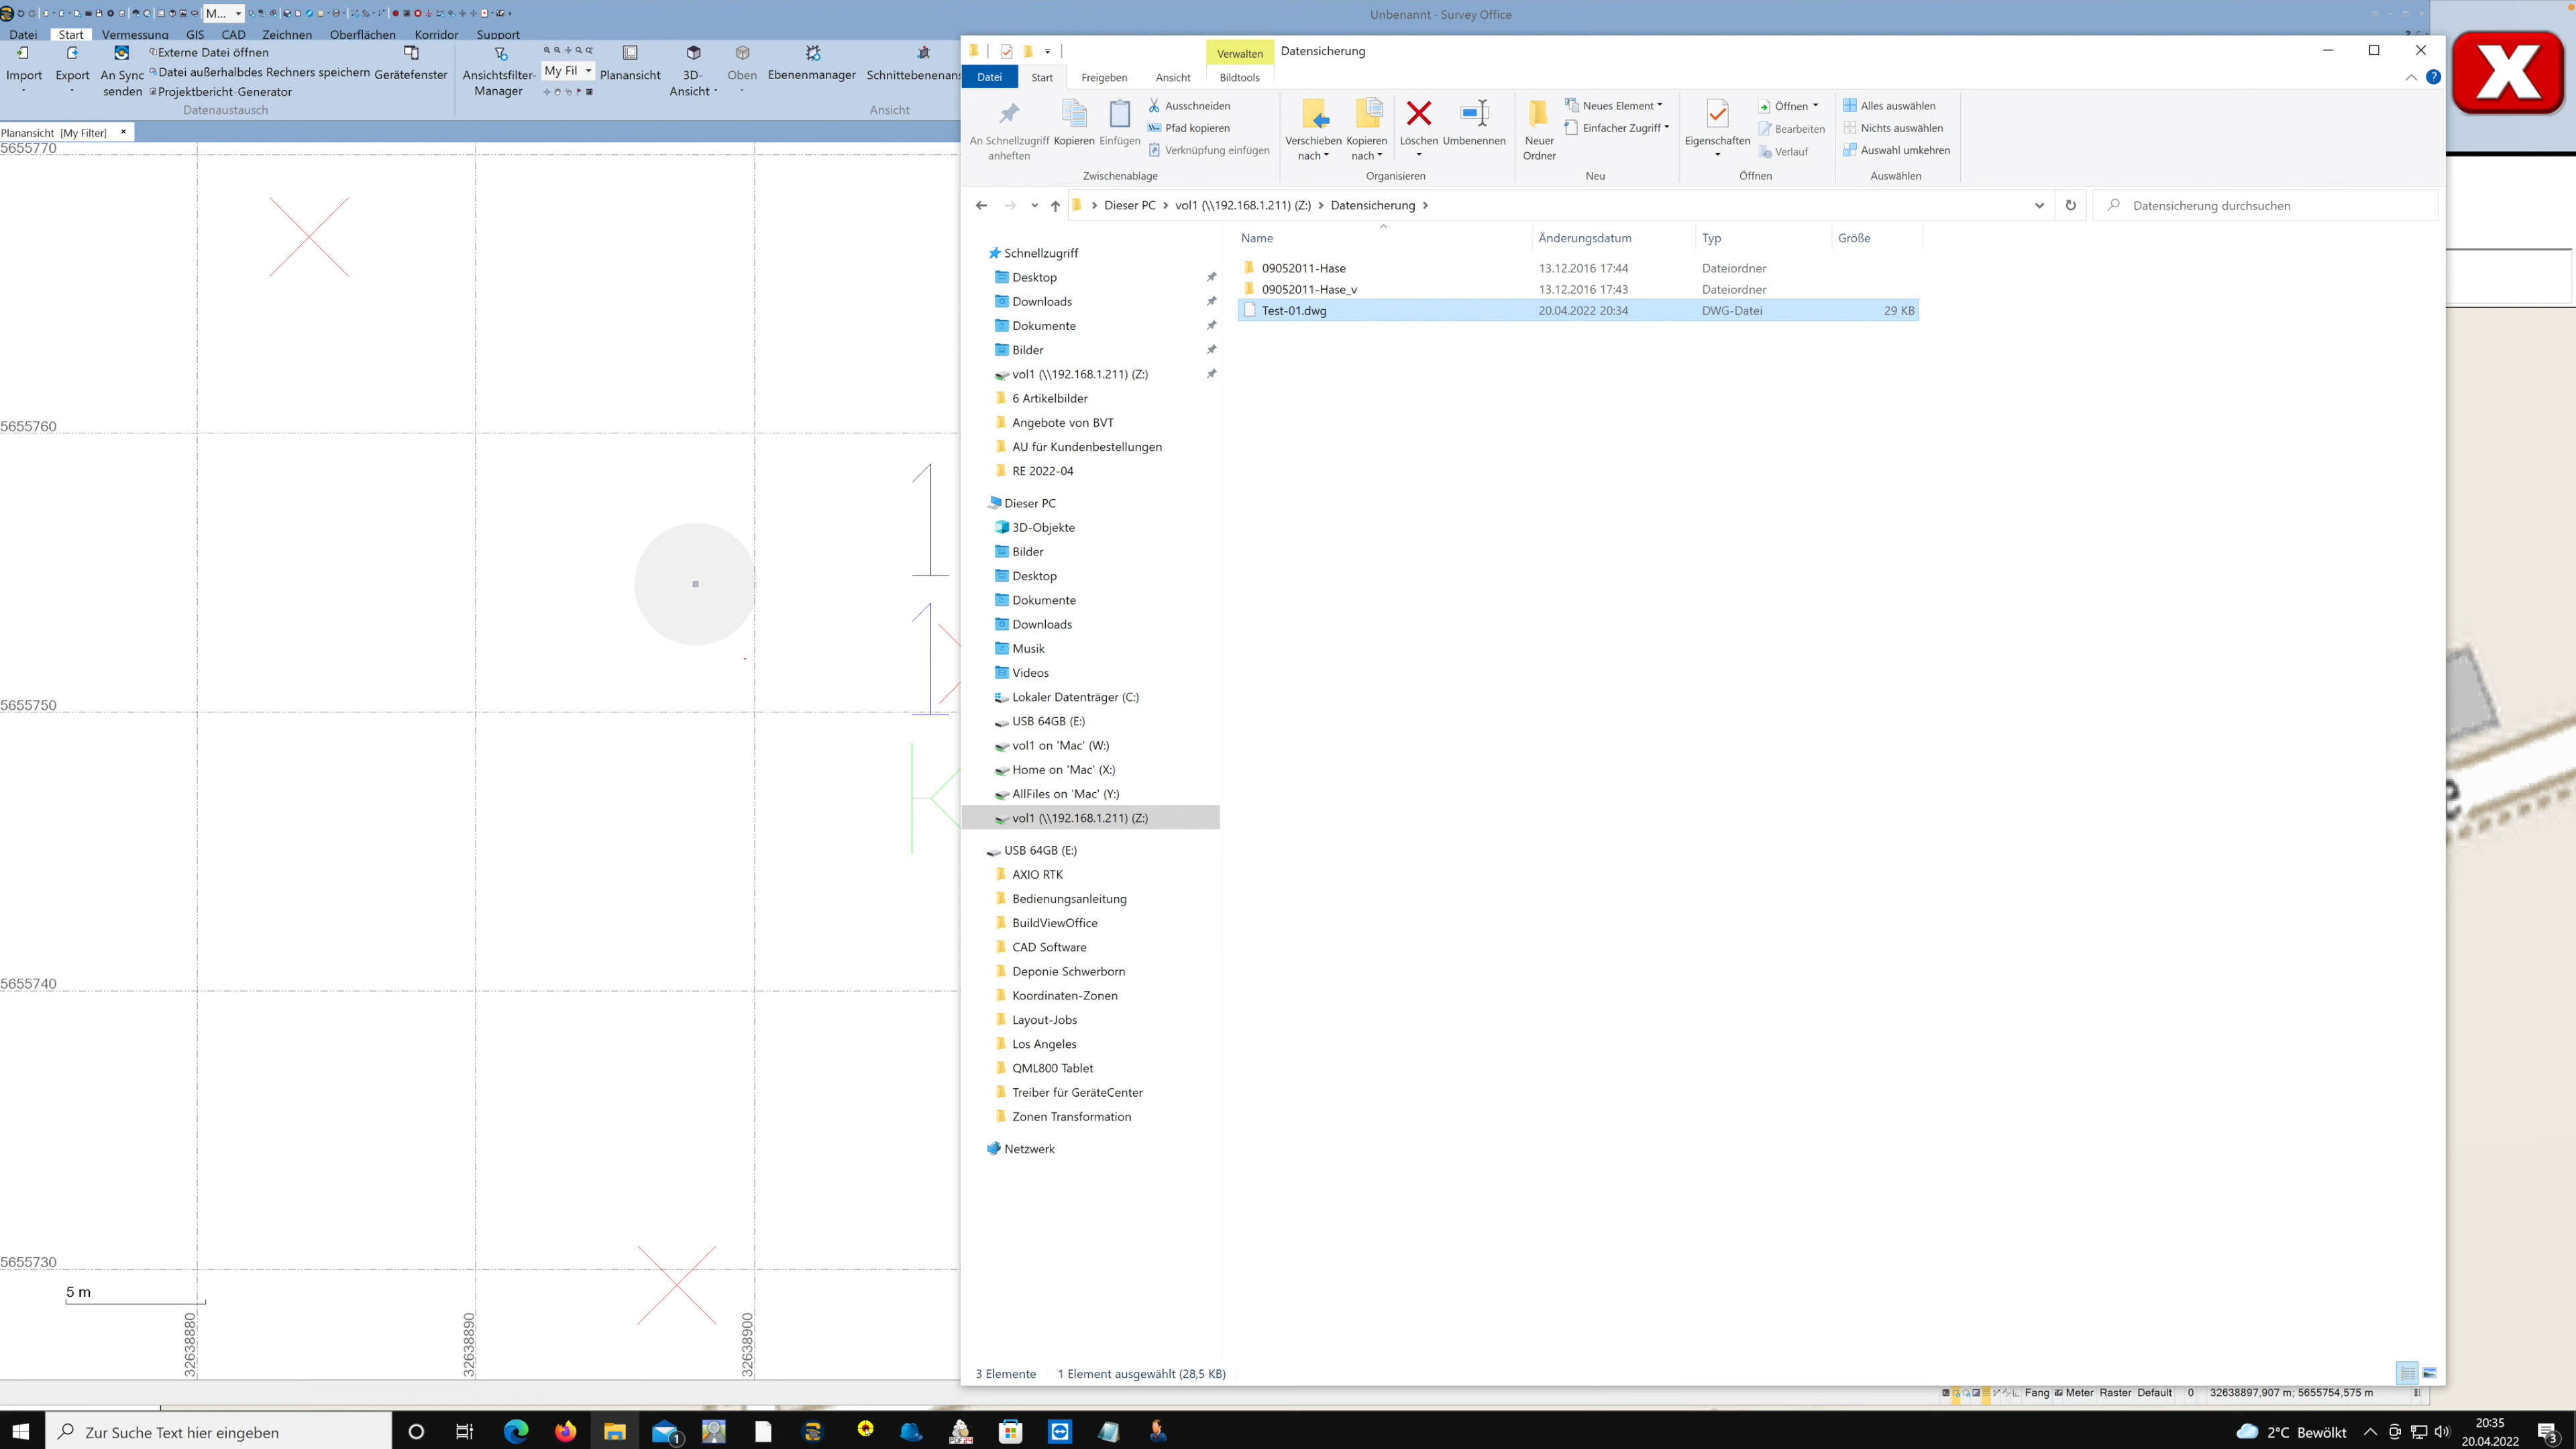 M...
Unbenannt - Survey Office
Datei Start Vermessung GIS CAD Zeichnen Oberflächen Korridor Support
Import
Export
An Sync senden
Externe Datei öffnen
Datei außerhalbdes Rechners speichern
Projektbericht-Generator
Gerätefenster
Datenaustausch
Ansichtsfilter-Manager
My Fil
Planansicht
3D-Ansicht
Oben
Ebenenmanager
Schnittebenenans
Ansicht
Planansicht [My Filter] ×
5655770
5655760
5655750
5655740
5655730
1
1
K
5 m
32638880
32638890
32638900
Verwalten
Datensicherung
Datei Start Freigeben Ansicht Bildtools
An Schnellzugriff anheften
Kopieren
Einfügen
Ausschneiden
Pfad kopieren
Verknüpfung einfügen
Zwischenablage
Verschieben nach
Kopieren nach
Löschen
Umbenennen
Organisieren
Neuer Ordner
Neues Element
Einfacher Zugriff
Neu
Eigenschaften
Öffnen
Bearbeiten
Verlauf
Öffnen
Alles auswählen
Nichts auswählen
Auswahl umkehren
Auswählen
X
Dieser PC > vol1 (\\192.168.1.211) (Z:) > Datensicherung >
Datensicherung durchsuchen
Name Änderungsdatum Typ Größe
09052011-Hase 13.12.2016 17:44 Dateiordner
09052011-Hase_v 13.12.2016 17:43 Dateiordner
Test-01.dwg 20.04.2022 20:34 DWG-Datei 29 KB
Schnellzugriff
Desktop
Downloads
Dokumente
Bilder
vol1 (\\192.168.1.211) (Z:)
6 Artikelbilder
Angebote von BVT
AU für Kundenbestellungen
RE 2022-04
Dieser PC
3D-Objekte
Bilder
Desktop
Dokumente
Downloads
Musik
Videos
Lokaler Datenträger (C:)
USB 64GB (E:)
vol1 on 'Mac' (W:)
Home on 'Mac' (X:)
AllFiles on 'Mac' (Y:)
vol1 (\\192.168.1.211) (Z:)
USB 64GB (E:)
AXIO RTK
Bedienungsanleitung
BuildViewOffice
CAD Software
Deponie Schwerborn
Koordinaten-Zonen
Layout-Jobs
Los Angeles
QML800 Tablet
Treiber für GeräteCenter
Zonen Transformation
Netzwerk
3 Elemente 1 Element ausgewählt (28,5 KB)
Fang Meter Raster Default 0 32638897,907 m; 5655754,575 m
Zur Suche Text hier eingeben
1
PDF24
2°C Bewölkt
20:35
20.04.2022
3